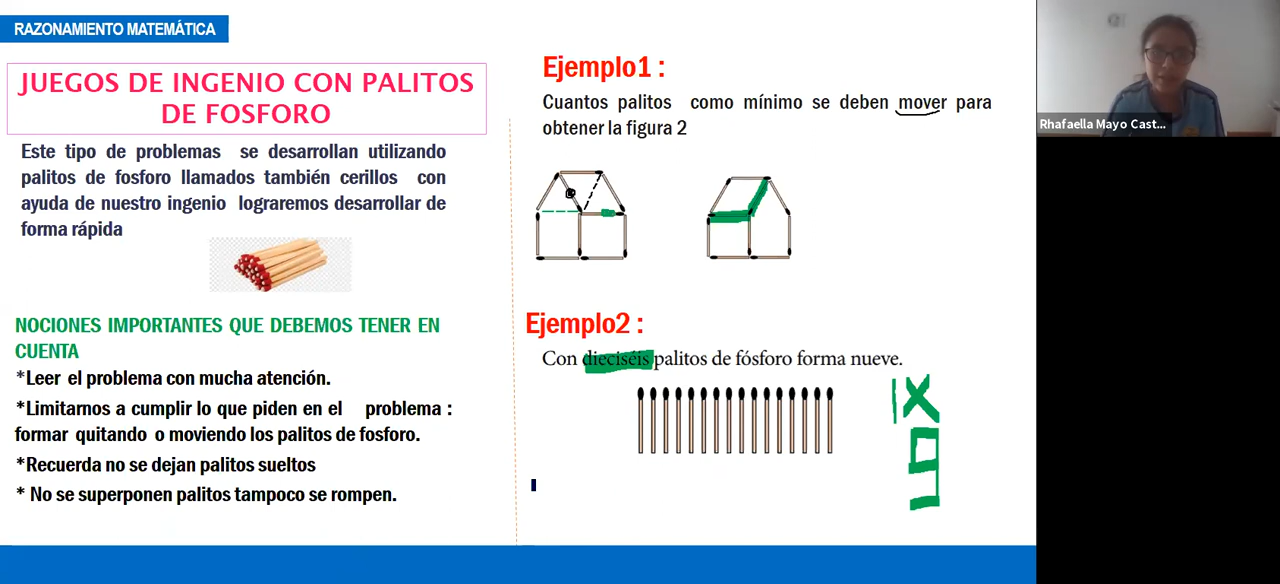 RAZONAMIENTO MATEMÁTICA
JUEGOS DE INGENIO CON PALITOS
DE FOSFORO
Este tipo de problemas se desarrollan utilizando
palitos de fosforo llamados también cerillos con
ayuda de nuestro ingenio lograremos desarrollar de
forma rápida
NOCIONES IMPORTANTES QUE DEBEMOS TENER EN
CUENTA
*Leer el problema con mucha atención.
*Limitarnos a cumplir lo que piden en el problema :
formar quitando o moviendo los palitos de fosforo.
*Recuerda no se dejan palitos sueltos
* No se superponen palitos tampoco se rompen.
Ejemplo1 :
Cuantos palitos como mínimo se deben mover para
obtener la figura 2
Ejemplo2 :
Con dieciséis palitos de fósforo forma nueve.
IX
9
Rhafaella Mayo Cast...